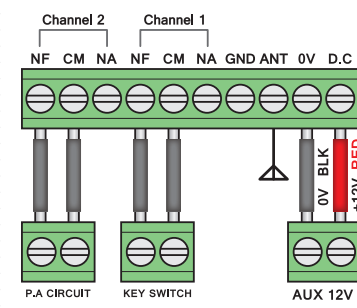 Channel 2 Channel 1
NF CM NA NF CM NA GND ANT 0V D.C
0V BLK
+12V RED
P.A CIRCUIT KEY SWITCH AUX 12V